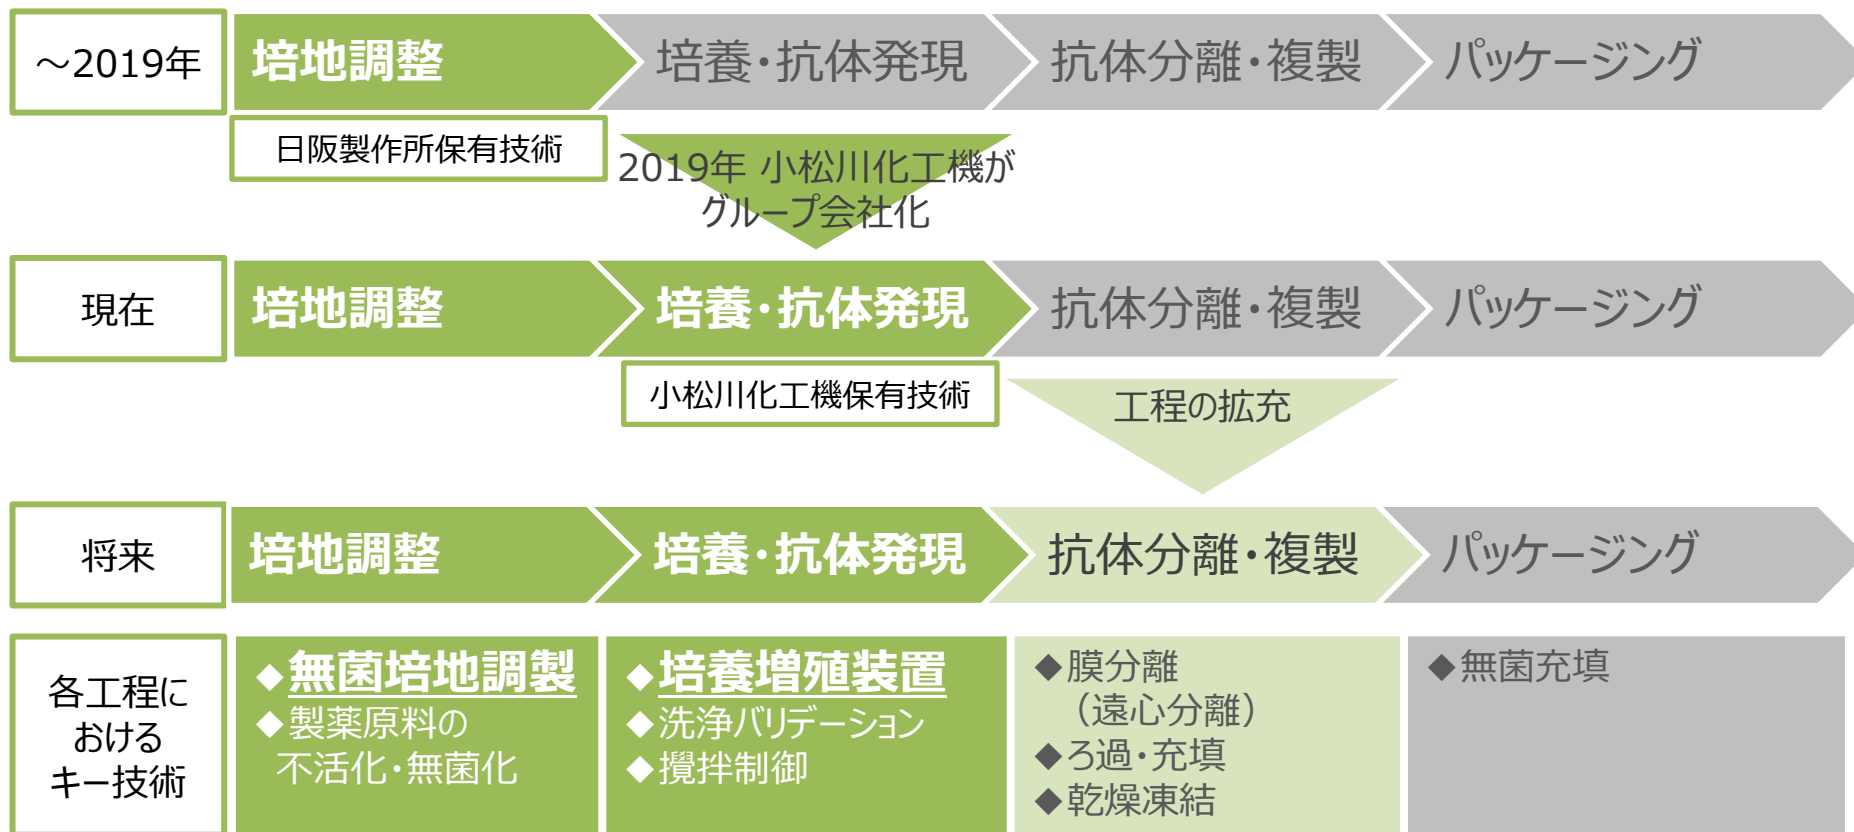 ～2019年
培地調整
培養・抗体発現
抗体分離・複製
パッケージング
日阪製作所保有技術
2019年 小松川化工機が
グループ会社化
現在
培地調整
培養・抗体発現
抗体分離・複製
パッケージング
小松川化工機保有技術
工程の拡充
将来
培地調整
培養・抗体発現
抗体分離・複製
パッケージング
各工程に
おける
キー技術
◆無菌培地調製
◆製薬原料の
不活化・無菌化
◆培養増殖装置
◆洗浄バリデーション
◆攪拌制御
◆膜分離
（遠心分離）
◆ろ過・充填
◆乾燥凍結
◆無菌充填